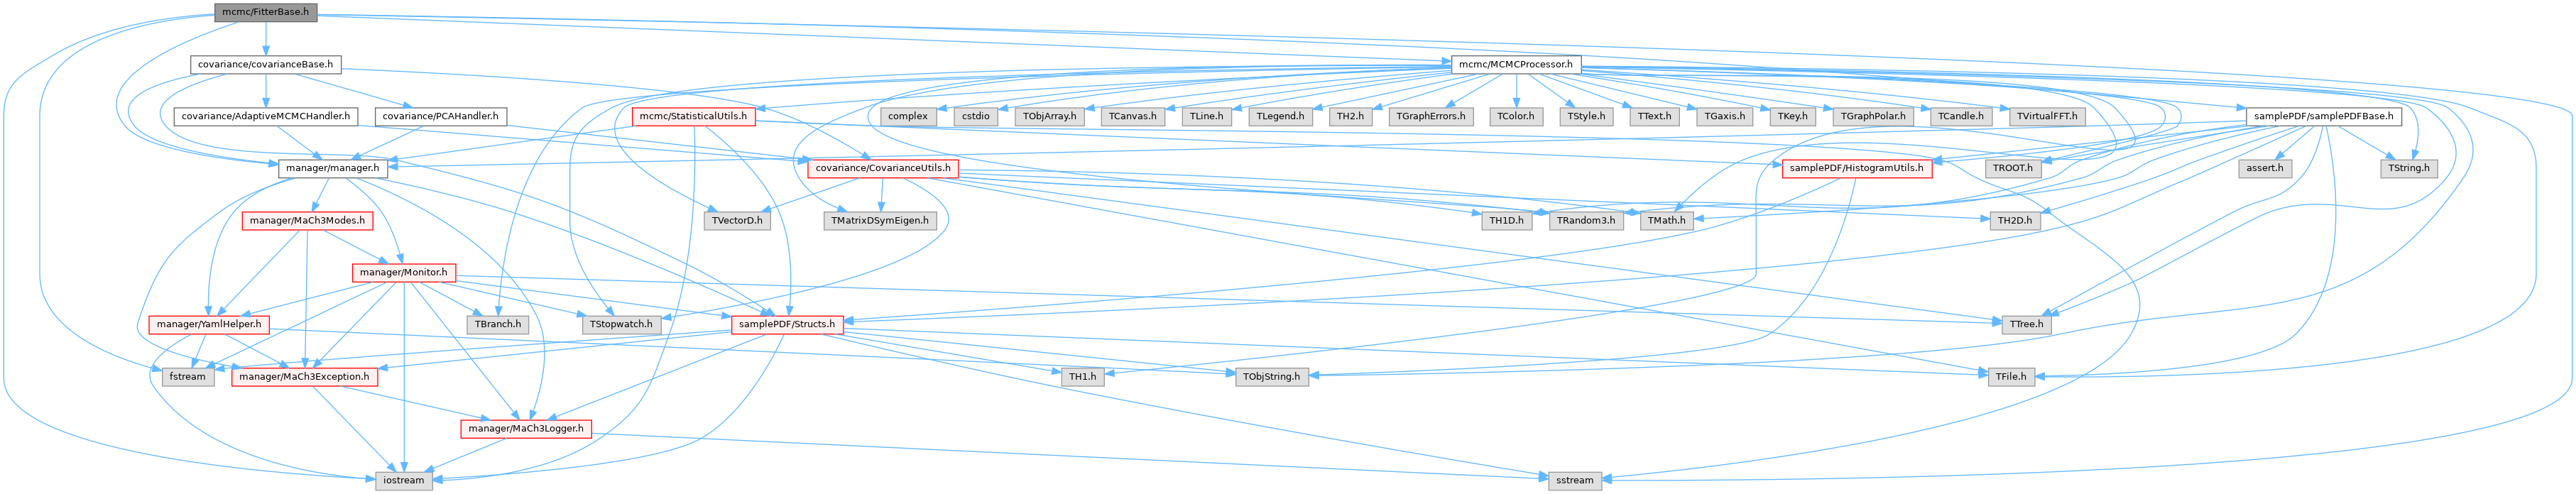 mcmc/FitterBase.h
covariance/covarianceBase.h
mcmc/MCMCProcessor.h
covariance/AdaptiveMCMCHandler.h
covariance/PCAHandler.h
mcmc/StatisticalUtils.h
complex
cstdio
TObjArray.h
TCanvas.h
TLine.h
TLegend.h
TH2.h
TGraphErrors.h
TColor.h
TStyle.h
TText.h
TGaxis.h
TKey.h
TGraphPolar.h
TCandle.h
TVirtualFFT.h
samplePDF/samplePDFBase.h
manager/manager.h
covariance/CovarianceUtils.h
samplePDF/HistogramUtils.h
TROOT.h
assert.h
TString.h
manager/MaCh3Modes.h
TVectorD.h
TMatrixDSymEigen.h
TH1D.h
TRandom3.h
TMath.h
TH2D.h
manager/Monitor.h
manager/YamlHelper.h
TBranch.h
TStopwatch.h
samplePDF/Structs.h
TTree.h
fstream
manager/MaCh3Exception.h
TH1.h
TObjString.h
TFile.h
manager/MaCh3Logger.h
iostream
sstream